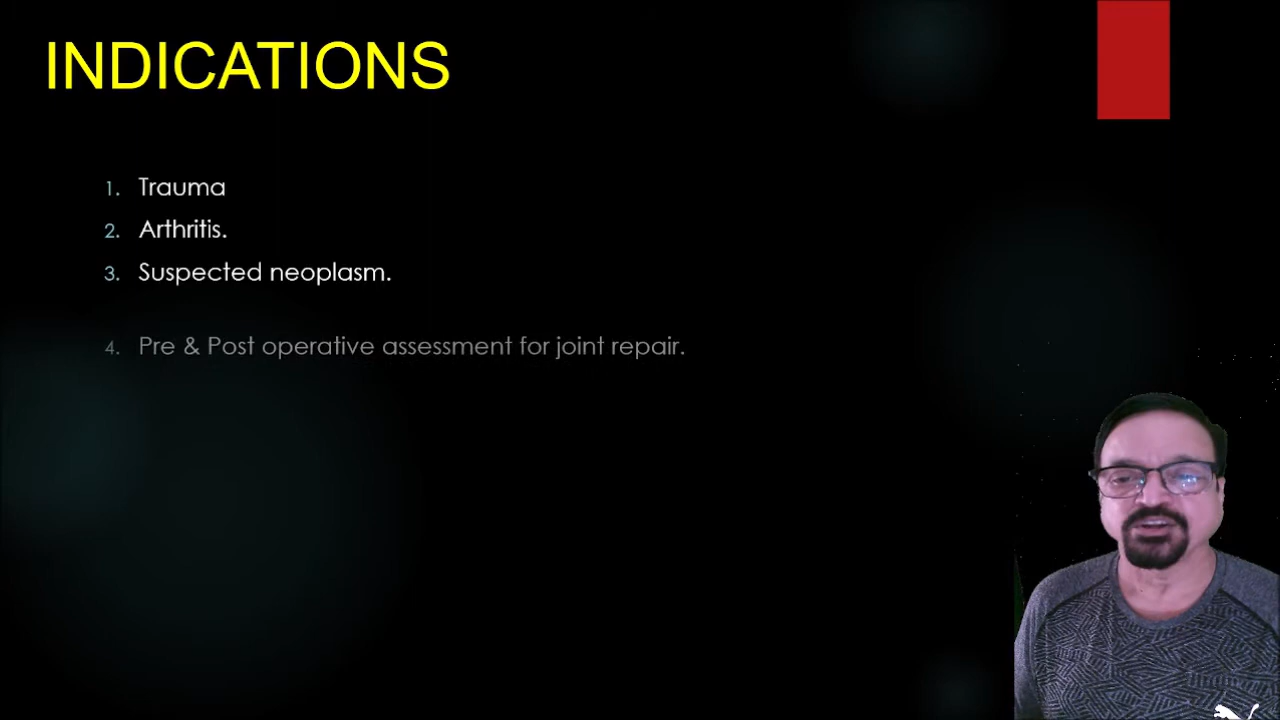 INDICATIONS
1. Trauma
2. Arthritis.
3. Suspected neoplasm.
4. Pre & Post operative assessment for joint repair.